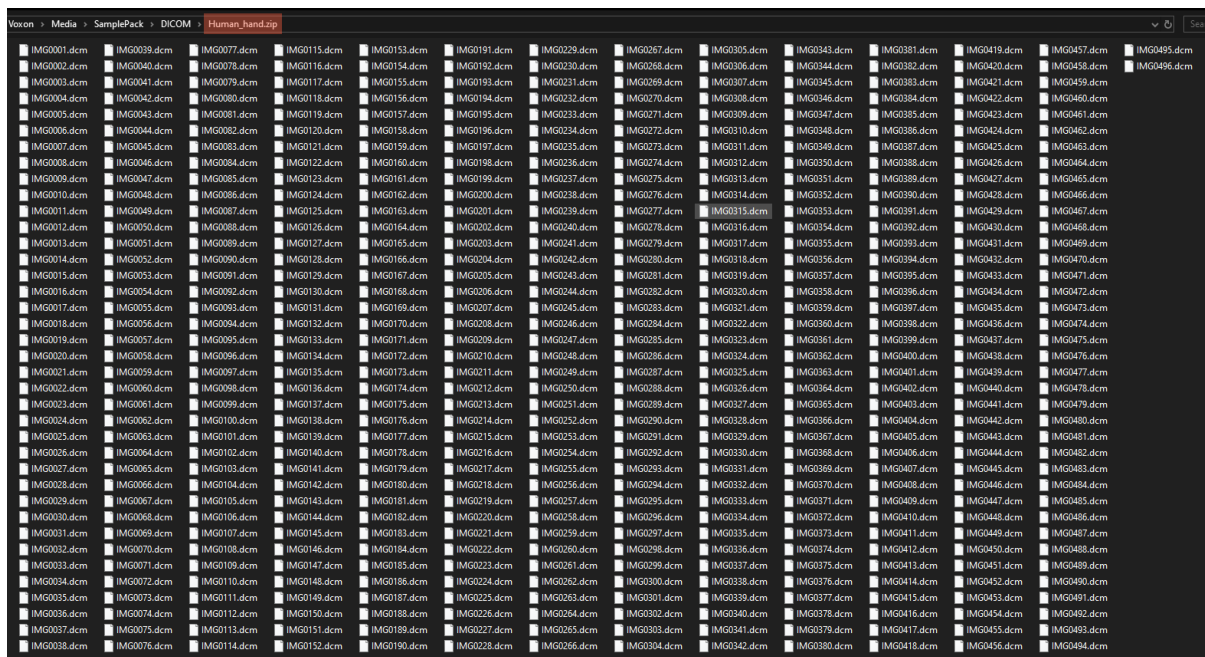 Voxon > Media > SamplePack > DICOM > Human_hand.zip
IMG0001.dcm
IMG0002.dcm
IMG0003.dcm
IMG0004.dcm
IMG0005.dcm
IMG0006.dcm
IMG0007.dcm
IMG0008.dcm
IMG0009.dcm
IMG0010.dcm
IMG0011.dcm
IMG0012.dcm
IMG0013.dcm
IMG0014.dcm
IMG0015.dcm
IMG0016.dcm
IMG0017.dcm
IMG0018.dcm
IMG0019.dcm
IMG0020.dcm
IMG0021.dcm
IMG0022.dcm
IMG0023.dcm
IMG0024.dcm
IMG0025.dcm
IMG0026.dcm
IMG0027.dcm
IMG0028.dcm
IMG0029.dcm
IMG0030.dcm
IMG0031.dcm
IMG0032.dcm
IMG0033.dcm
IMG0034.dcm
IMG0035.dcm
IMG0036.dcm
IMG0037.dcm
IMG0038.dcm
IMG0039.dcm
IMG0040.dcm
IMG0041.dcm
IMG0042.dcm
IMG0043.dcm
IMG0044.dcm
IMG0045.dcm
IMG0046.dcm
IMG0047.dcm
IMG0048.dcm
IMG0049.dcm
IMG0050.dcm
IMG0051.dcm
IMG0052.dcm
IMG0053.dcm
IMG0054.dcm
IMG0055.dcm
IMG0056.dcm
IMG0057.dcm
IMG0058.dcm
IMG0059.dcm
IMG0060.dcm
IMG0061.dcm
IMG0062.dcm
IMG0063.dcm
IMG0064.dcm
IMG0065.dcm
IMG0066.dcm
IMG0067.dcm
IMG0068.dcm
IMG0069.dcm
IMG0070.dcm
IMG0071.dcm
IMG0072.dcm
IMG0073.dcm
IMG0074.dcm
IMG0075.dcm
IMG0076.dcm
IMG0077.dcm
IMG0078.dcm
IMG0079.dcm
IMG0080.dcm
IMG0081.dcm
IMG0082.dcm
IMG0083.dcm
IMG0084.dcm
IMG0085.dcm
IMG0086.dcm
IMG0087.dcm
IMG0088.dcm
IMG0089.dcm
IMG0090.dcm
IMG0091.dcm
IMG0092.dcm
IMG0093.dcm
IMG0094.dcm
IMG0095.dcm
IMG0096.dcm
IMG0097.dcm
IMG0098.dcm
IMG0099.dcm
IMG0100.dcm
IMG0101.dcm
IMG0102.dcm
IMG0103.dcm
IMG0104.dcm
IMG0105.dcm
IMG0106.dcm
IMG0107.dcm
IMG0108.dcm
IMG0109.dcm
IMG0110.dcm
IMG0111.dcm
IMG0112.dcm
IMG0113.dcm
IMG0114.dcm
IMG0115.dcm
IMG0116.dcm
IMG0117.dcm
IMG0118.dcm
IMG0119.dcm
IMG0120.dcm
IMG0121.dcm
IMG0122.dcm
IMG0123.dcm
IMG0124.dcm
IMG0125.dcm
IMG0126.dcm
IMG0127.dcm
IMG0128.dcm
IMG0129.dcm
IMG0130.dcm
IMG0131.dcm
IMG0132.dcm
IMG0133.dcm
IMG0134.dcm
IMG0135.dcm
IMG0136.dcm
IMG0137.dcm
IMG0138.dcm
IMG0139.dcm
IMG0140.dcm
IMG0141.dcm
IMG0142.dcm
IMG0143.dcm
IMG0144.dcm
IMG0145.dcm
IMG0146.dcm
IMG0147.dcm
IMG0148.dcm
IMG0149.dcm
IMG0150.dcm
IMG0151.dcm
IMG0152.dcm
IMG0153.dcm
IMG0154.dcm
IMG0155.dcm
IMG0156.dcm
IMG0157.dcm
IMG0158.dcm
IMG0159.dcm
IMG0160.dcm
IMG0161.dcm
IMG0162.dcm
IMG0163.dcm
IMG0164.dcm
IMG0165.dcm
IMG0166.dcm
IMG0167.dcm
IMG0168.dcm
IMG0169.dcm
IMG0170.dcm
IMG0171.dcm
IMG0172.dcm
IMG0173.dcm
IMG0174.dcm
IMG0175.dcm
IMG0176.dcm
IMG0177.dcm
IMG0178.dcm
IMG0179.dcm
IMG0180.dcm
IMG0181.dcm
IMG0182.dcm
IMG0183.dcm
IMG0184.dcm
IMG0185.dcm
IMG0186.dcm
IMG0187.dcm
IMG0188.dcm
IMG0189.dcm
IMG0190.dcm
IMG0191.dcm
IMG0192.dcm
IMG0193.dcm
IMG0194.dcm
IMG0195.dcm
IMG0196.dcm
IMG0197.dcm
IMG0198.dcm
IMG0199.dcm
IMG0200.dcm
IMG0201.dcm
IMG0202.dcm
IMG0203.dcm
IMG0204.dcm
IMG0205.dcm
IMG0206.dcm
IMG0207.dcm
IMG0208.dcm
IMG0209.dcm
IMG0210.dcm
IMG0211.dcm
IMG0212.dcm
IMG0213.dcm
IMG0214.dcm
IMG0215.dcm
IMG0216.dcm
IMG0217.dcm
IMG0218.dcm
IMG0219.dcm
IMG0220.dcm
IMG0221.dcm
IMG0222.dcm
IMG0223.dcm
IMG0224.dcm
IMG0225.dcm
IMG0226.dcm
IMG0227.dcm
IMG0228.dcm
IMG0229.dcm
IMG0230.dcm
IMG0231.dcm
IMG0232.dcm
IMG0233.dcm
IMG0234.dcm
IMG0235.dcm
IMG0236.dcm
IMG0237.dcm
IMG0238.dcm
IMG0239.dcm
IMG0240.dcm
IMG0241.dcm
IMG0242.dcm
IMG0243.dcm
IMG0244.dcm
IMG0245.dcm
IMG0246.dcm
IMG0247.dcm
IMG0248.dcm
IMG0249.dcm
IMG0250.dcm
IMG0251.dcm
IMG0252.dcm
IMG0253.dcm
IMG0254.dcm
IMG0255.dcm
IMG0256.dcm
IMG0257.dcm
IMG0258.dcm
IMG0259.dcm
IMG0260.dcm
IMG0261.dcm
IMG0262.dcm
IMG0263.dcm
IMG0264.dcm
IMG0265.dcm
IMG0266.dcm
IMG0267.dcm
IMG0268.dcm
IMG0269.dcm
IMG0270.dcm
IMG0271.dcm
IMG0272.dcm
IMG0273.dcm
IMG0274.dcm
IMG0275.dcm
IMG0276.dcm
IMG0277.dcm
IMG0278.dcm
IMG0279.dcm
IMG0280.dcm
IMG0281.dcm
IMG0282.dcm
IMG0283.dcm
IMG0284.dcm
IMG0285.dcm
IMG0286.dcm
IMG0287.dcm
IMG0288.dcm
IMG0289.dcm
IMG0290.dcm
IMG0291.dcm
IMG0292.dcm
IMG0293.dcm
IMG0294.dcm
IMG0295.dcm
IMG0296.dcm
IMG0297.dcm
IMG0298.dcm
IMG0299.dcm
IMG0300.dcm
IMG0301.dcm
IMG0302.dcm
IMG0303.dcm
IMG0304.dcm
IMG0305.dcm
IMG0306.dcm
IMG0307.dcm
IMG0308.dcm
IMG0309.dcm
IMG0310.dcm
IMG0311.dcm
IMG0312.dcm
IMG0313.dcm
IMG0314.dcm
IMG0315.dcm
IMG0316.dcm
IMG0317.dcm
IMG0318.dcm
IMG0319.dcm
IMG0320.dcm
IMG0321.dcm
IMG0322.dcm
IMG0323.dcm
IMG0324.dcm
IMG0325.dcm
IMG0326.dcm
IMG0327.dcm
IMG0328.dcm
IMG0329.dcm
IMG0330.dcm
IMG0331.dcm
IMG0332.dcm
IMG0333.dcm
IMG0334.dcm
IMG0335.dcm
IMG0336.dcm
IMG0337.dcm
IMG0338.dcm
IMG0339.dcm
IMG0340.dcm
IMG0341.dcm
IMG0342.dcm
IMG0343.dcm
IMG0344.dcm
IMG0345.dcm
IMG0346.dcm
IMG0347.dcm
IMG0348.dcm
IMG0349.dcm
IMG0350.dcm
IMG0351.dcm
IMG0352.dcm
IMG0353.dcm
IMG0354.dcm
IMG0355.dcm
IMG0356.dcm
IMG0357.dcm
IMG0358.dcm
IMG0359.dcm
IMG0360.dcm
IMG0361.dcm
IMG0362.dcm
IMG0363.dcm
IMG0364.dcm
IMG0365.dcm
IMG0366.dcm
IMG0367.dcm
IMG0368.dcm
IMG0369.dcm
IMG0370.dcm
IMG0371.dcm
IMG0372.dcm
IMG0373.dcm
IMG0374.dcm
IMG0375.dcm
IMG0376.dcm
IMG0377.dcm
IMG0378.dcm
IMG0379.dcm
IMG0380.dcm
IMG0381.dcm
IMG0382.dcm
IMG0383.dcm
IMG0384.dcm
IMG0385.dcm
IMG0386.dcm
IMG0387.dcm
IMG0388.dcm
IMG0389.dcm
IMG0390.dcm
IMG0391.dcm
IMG0392.dcm
IMG0393.dcm
IMG0394.dcm
IMG0395.dcm
IMG0396.dcm
IMG0397.dcm
IMG0398.dcm
IMG0399.dcm
IMG0400.dcm
IMG0401.dcm
IMG0402.dcm
IMG0403.dcm
IMG0404.dcm
IMG0405.dcm
IMG0406.dcm
IMG0407.dcm
IMG0408.dcm
IMG0409.dcm
IMG0410.dcm
IMG0411.dcm
IMG0412.dcm
IMG0413.dcm
IMG0414.dcm
IMG0415.dcm
IMG0416.dcm
IMG0417.dcm
IMG0418.dcm
IMG0419.dcm
IMG0420.dcm
IMG0421.dcm
IMG0422.dcm
IMG0423.dcm
IMG0424.dcm
IMG0425.dcm
IMG0426.dcm
IMG0427.dcm
IMG0428.dcm
IMG0429.dcm
IMG0430.dcm
IMG0431.dcm
IMG0432.dcm
IMG0433.dcm
IMG0434.dcm
IMG0435.dcm
IMG0436.dcm
IMG0437.dcm
IMG0438.dcm
IMG0439.dcm
IMG0440.dcm
IMG0441.dcm
IMG0442.dcm
IMG0443.dcm
IMG0444.dcm
IMG0445.dcm
IMG0446.dcm
IMG0447.dcm
IMG0448.dcm
IMG0449.dcm
IMG0450.dcm
IMG0451.dcm
IMG0452.dcm
IMG0453.dcm
IMG0454.dcm
IMG0455.dcm
IMG0456.dcm
IMG0457.dcm
IMG0458.dcm
IMG0459.dcm
IMG0460.dcm
IMG0461.dcm
IMG0462.dcm
IMG0463.dcm
IMG0464.dcm
IMG0465.dcm
IMG0466.dcm
IMG0467.dcm
IMG0468.dcm
IMG0469.dcm
IMG0470.dcm
IMG0471.dcm
IMG0472.dcm
IMG0473.dcm
IMG0474.dcm
IMG0475.dcm
IMG0476.dcm
IMG0477.dcm
IMG0478.dcm
IMG0479.dcm
IMG0480.dcm
IMG0481.dcm
IMG0482.dcm
IMG0483.dcm
IMG0484.dcm
IMG0485.dcm
IMG0486.dcm
IMG0487.dcm
IMG0488.dcm
IMG0489.dcm
IMG0490.dcm
IMG0491.dcm
IMG0492.dcm
IMG0493.dcm
IMG0494.dcm
IMG0495.dcm
IMG0496.dcm